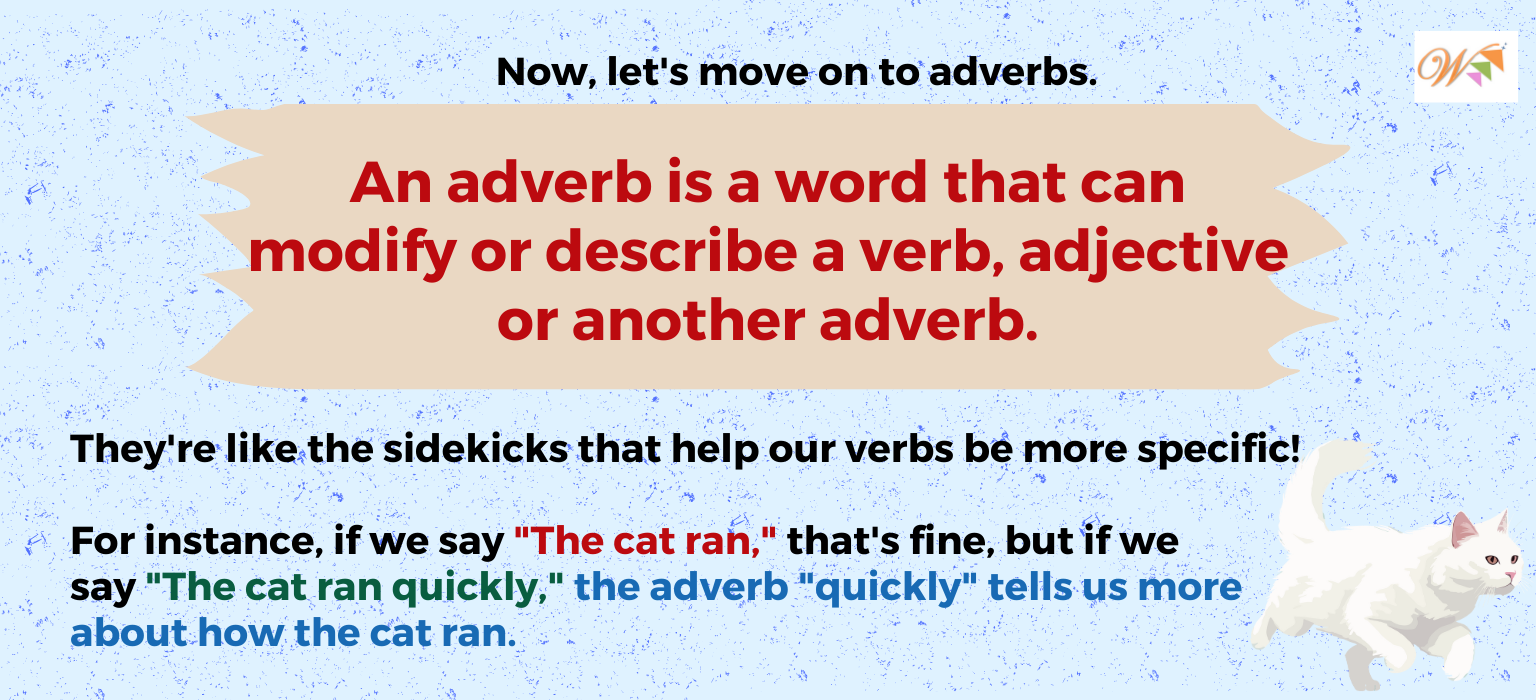 Now, let's move on to adverbs.
W
An adverb is a word that can
modify or describe a verb, adjective
or another adverb.
They're like the sidekicks that help our verbs be more specific!
For instance, if we say "The cat ran," that's fine, but if we
say "The cat ran quickly," the adverb "quickly" tells us more
about how the cat ran.